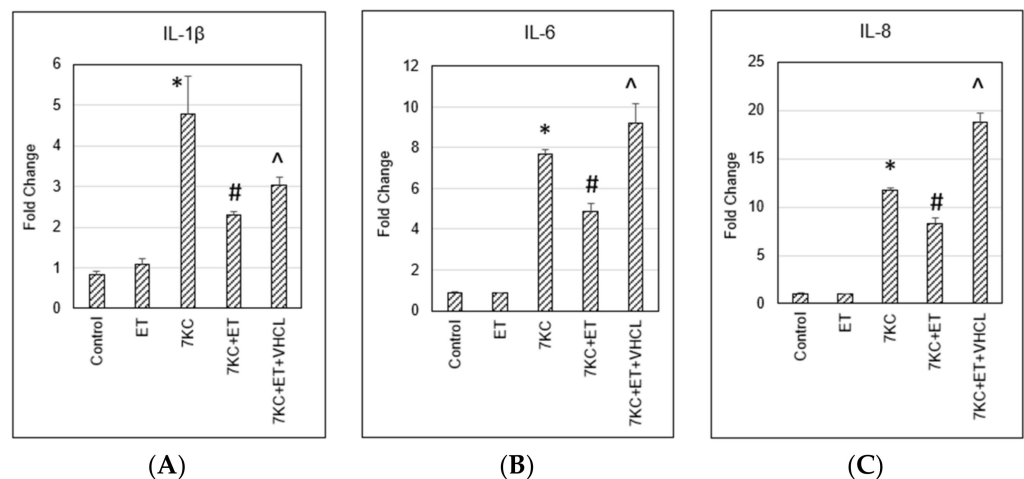 IL-1β
Fold Change
6
5
4
3
2
1
0
*
#
^
Control
ET
7KC
7KC+ET
7KC+ET+VHCL
(A)
IL-6
Fold Change
12
10
8
6
4
2
0
*
#
^
Control
ET
7KC
7KC+ET
7KC+ET+VHCL
(B)
IL-8
Fold Change
25
20
15
10
5
0
*
#
^
Control
ET
7KC
7KC+ET
7KC+ET+VHCL
(C)